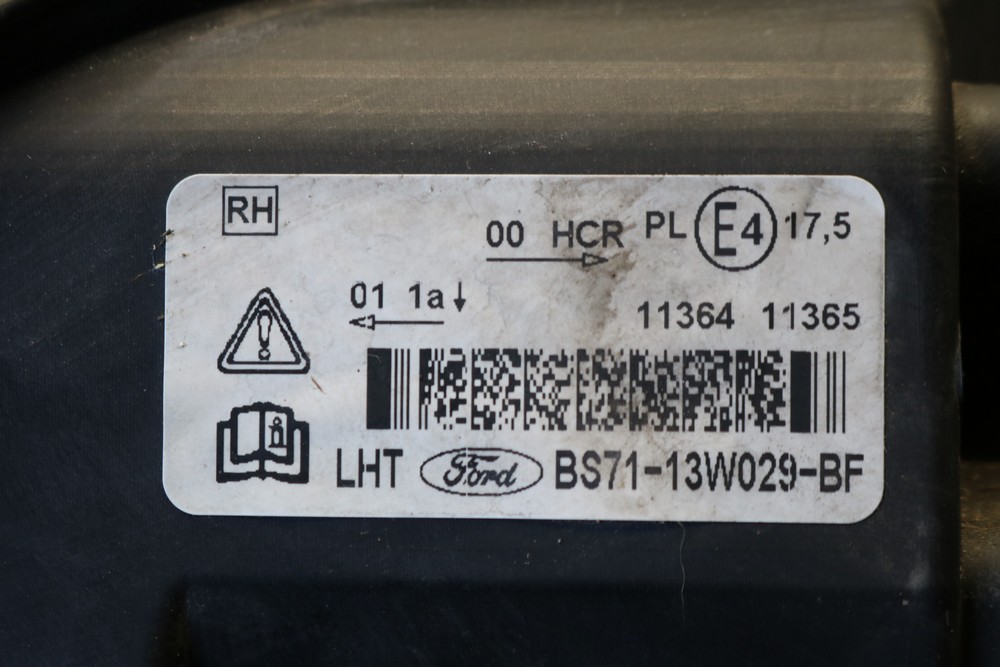 RH
00 HCR PL E4 17,5
01 1a↓
11364 11365
LHT Ford BS71-13W029-BF